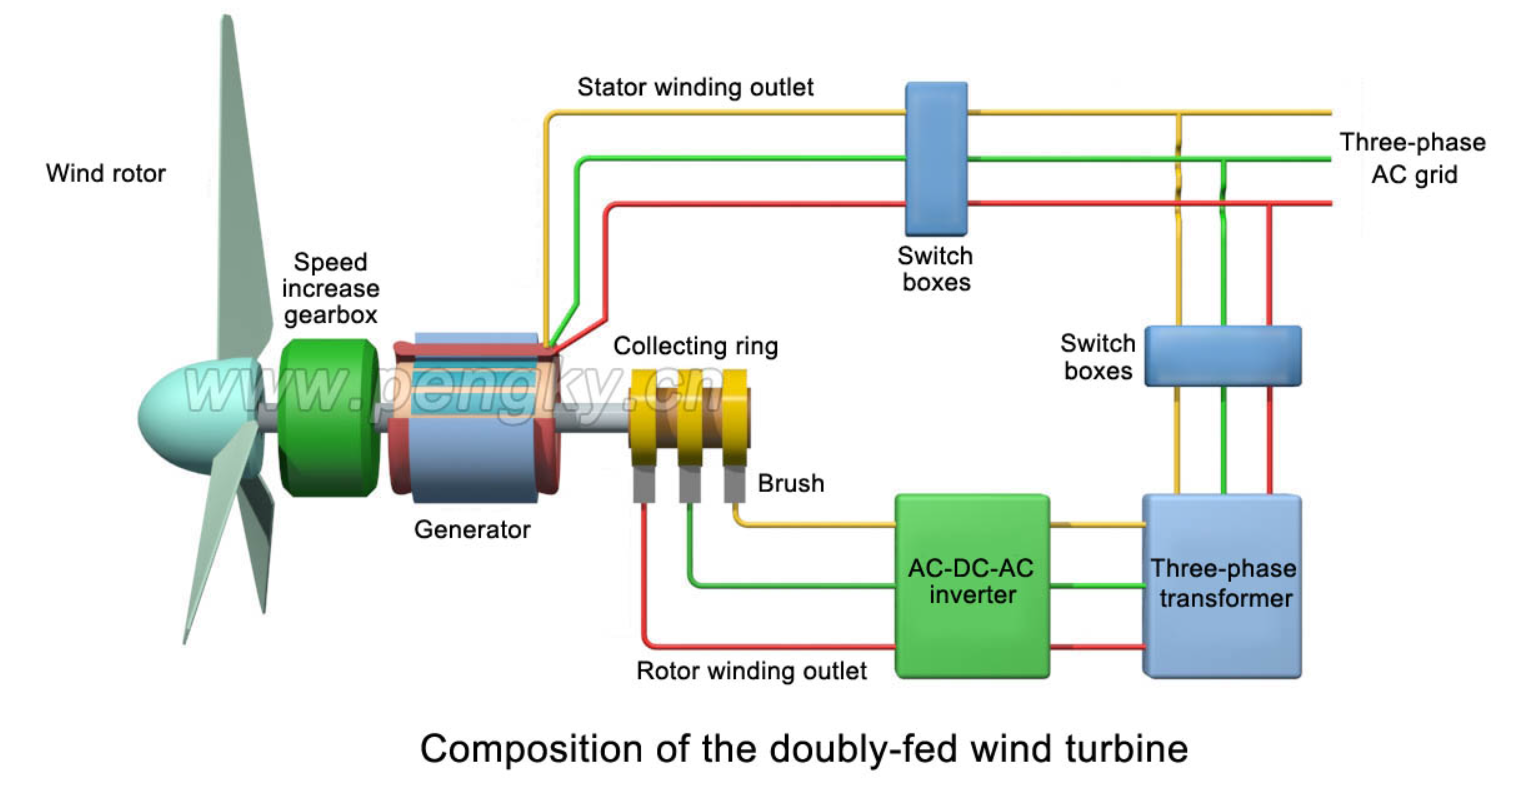 Stator winding outlet
Three-phase
AC grid
Wind rotor
Switch
boxes
Speed
increase
gearbox
Switch
boxes
Collecting ring
www.pengky.cn
Brush
Generator
AC-DC-AC
inverter
Three-phase
transformer
Rotor winding outlet
Composition of the doubly-fed wind turbine